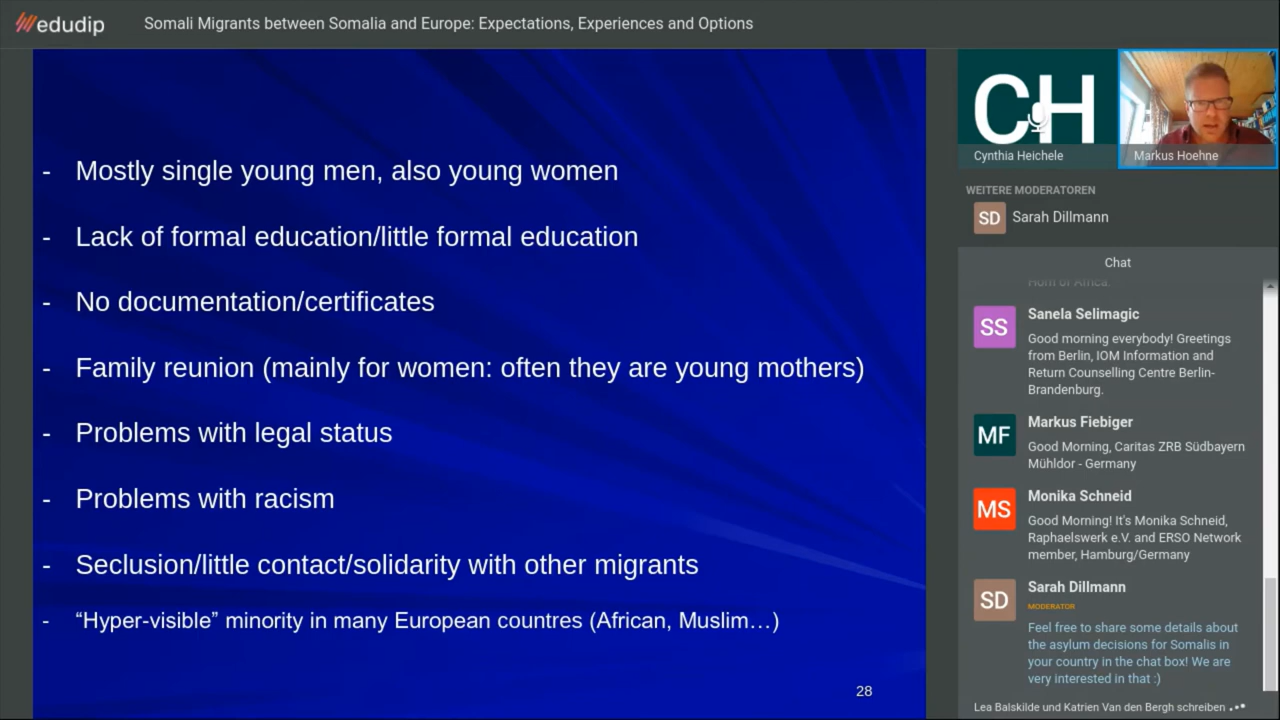 edudip
Somali Migrants between Somalia and Europe: Expectations, Experiences and Options
- Mostly single young men, also young women
- Lack of formal education/little formal education
- No documentation/certificates
- Family reunion (mainly for women: often they are young mothers)
- Problems with legal status
- Problems with racism
- Seclusion/little contact/solidarity with other migrants
- “Hyper-visible” minority in many European countres (African, Muslim…)
28
CH
Cynthia Heichele
Markus Hoehne
WEITERE MODERATOREN
SD
Sarah Dillmann
Chat
Horn of Africa.
SS
Sanela Selimagic
Good morning everybody! Greetings
from Berlin, IOM Information and
Return Counselling Centre Berlin-
Brandenburg.
MF
Markus Fiebiger
Good Morning, Caritas ZRB Südbayern
Mühldor - Germany
MS
Monika Schneid
Good Morning! It's Monika Schneid,
Raphaelswerk e.V. and ERSO Network
member, Hamburg/Germany
SD
Sarah Dillmann
MODERATOR
Feel free to share some details about
the asylum decisions for Somalis in
your country in the chat box! We are
very interested in that :)
Lea Balskilde und Katrien Van den Bergh schreiben